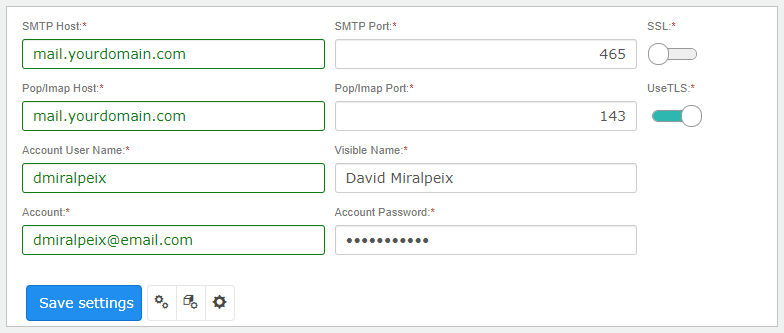 SMTP Host:* SMTP Port:* SSL:*
mail.yourdomain.com 465
Pop/Imap Host:* Pop/Imap Port:* UseTLS:*
mail.yourdomain.com 143
Account User Name:* Visible Name:*
dmiralpeix David Miralpeix
Account:* Account Password:*
dmiralpeix@email.com •••••••••••
Save settings